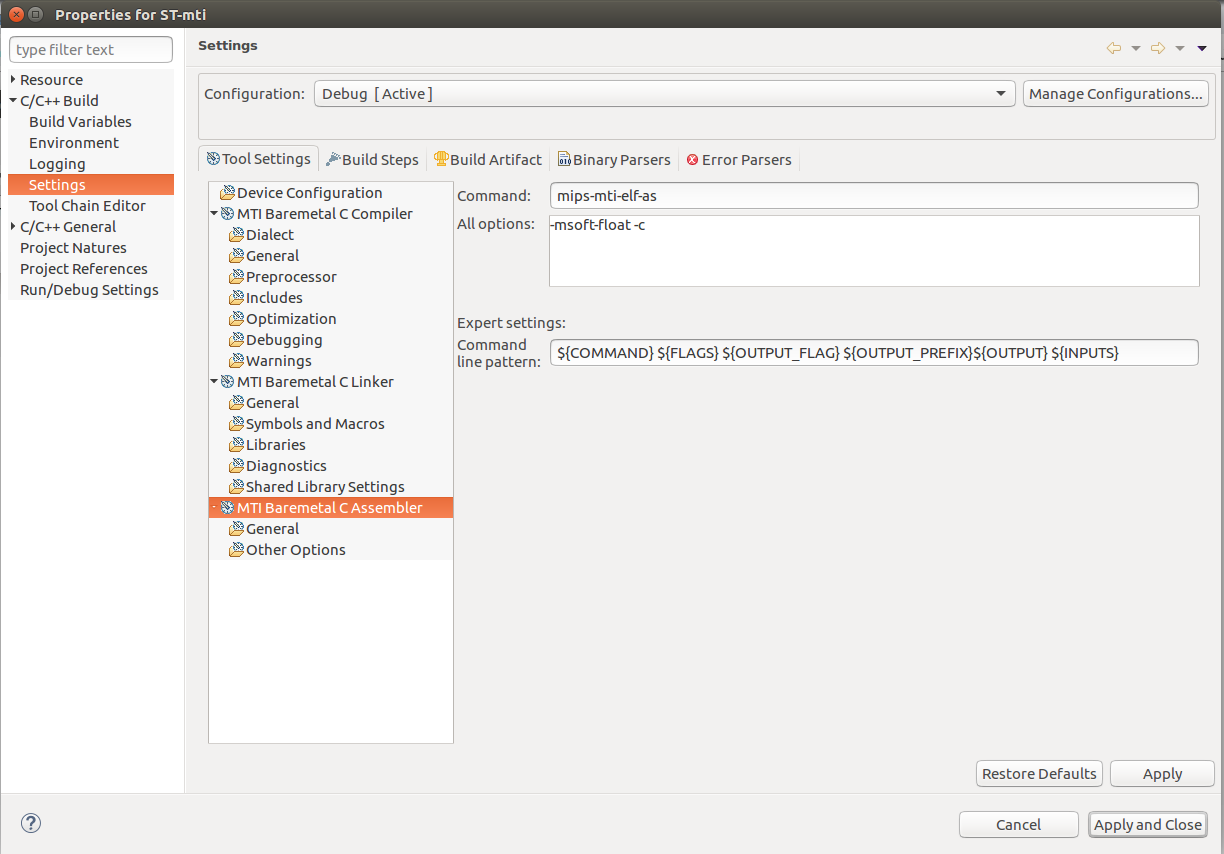 Properties for ST-mti
type filter text
Resource
C/C++ Build
Build Variables
Environment
Logging
Settings
Tool Chain Editor
C/C++ General
Project Natures
Project References
Run/Debug Settings
Settings
Configuration: Debug [ Active ] Manage Configurations...
Tool Settings Build Steps Build Artifact Binary Parsers Error Parsers
Device Configuration
MTI Baremetal C Compiler
Dialect
General
Preprocessor
Includes
Optimization
Debugging
Warnings
MTI Baremetal C Linker
General
Symbols and Macros
Libraries
Diagnostics
Shared Library Settings
MTI Baremetal C Assembler
General
Other Options
Command: mips-mti-elf-as
All options: -msoft-float -c
Expert settings:
Command
line pattern: ${COMMAND} ${FLAGS} ${OUTPUT_FLAG} ${OUTPUT_PREFIX}${OUTPUT} ${INPUTS}
Restore Defaults Apply
Cancel Apply and Close